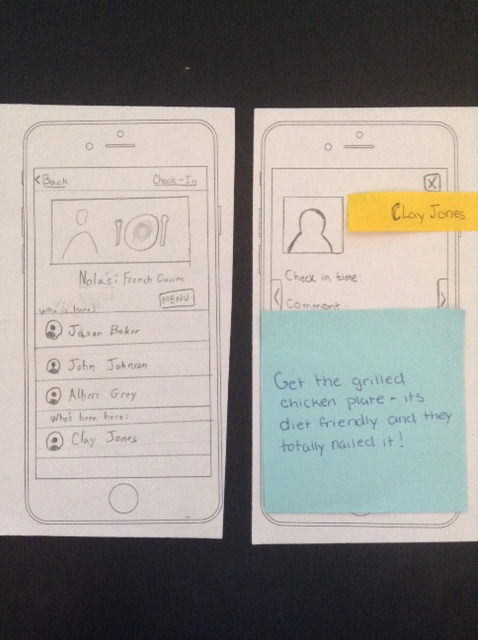 Back
Check-In
Nola's: French Cuisine
MENU
Who is here:
Jason Baker
John Johnson
Albert Grey
Who's been here:
Clay Jones
X
Clay Jones
Check in time:
Comment:
Get the grilled
chicken plate - its
diet friendly and they
totally nailed it!